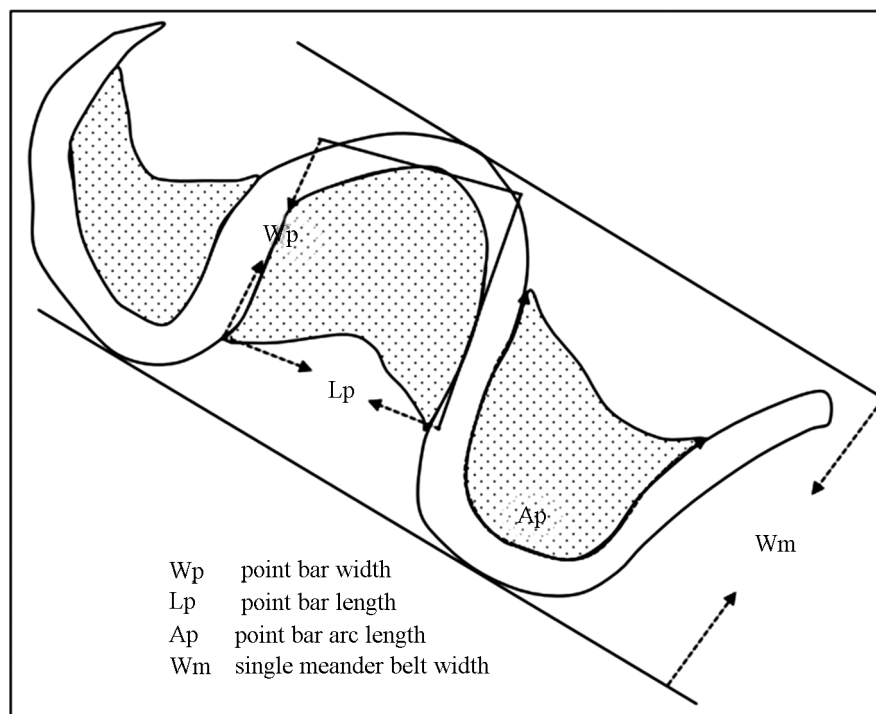 Wp
Lp
Ap
Wm
Wp point bar width
Lp point bar length
Ap point bar arc length
Wm single meander belt width